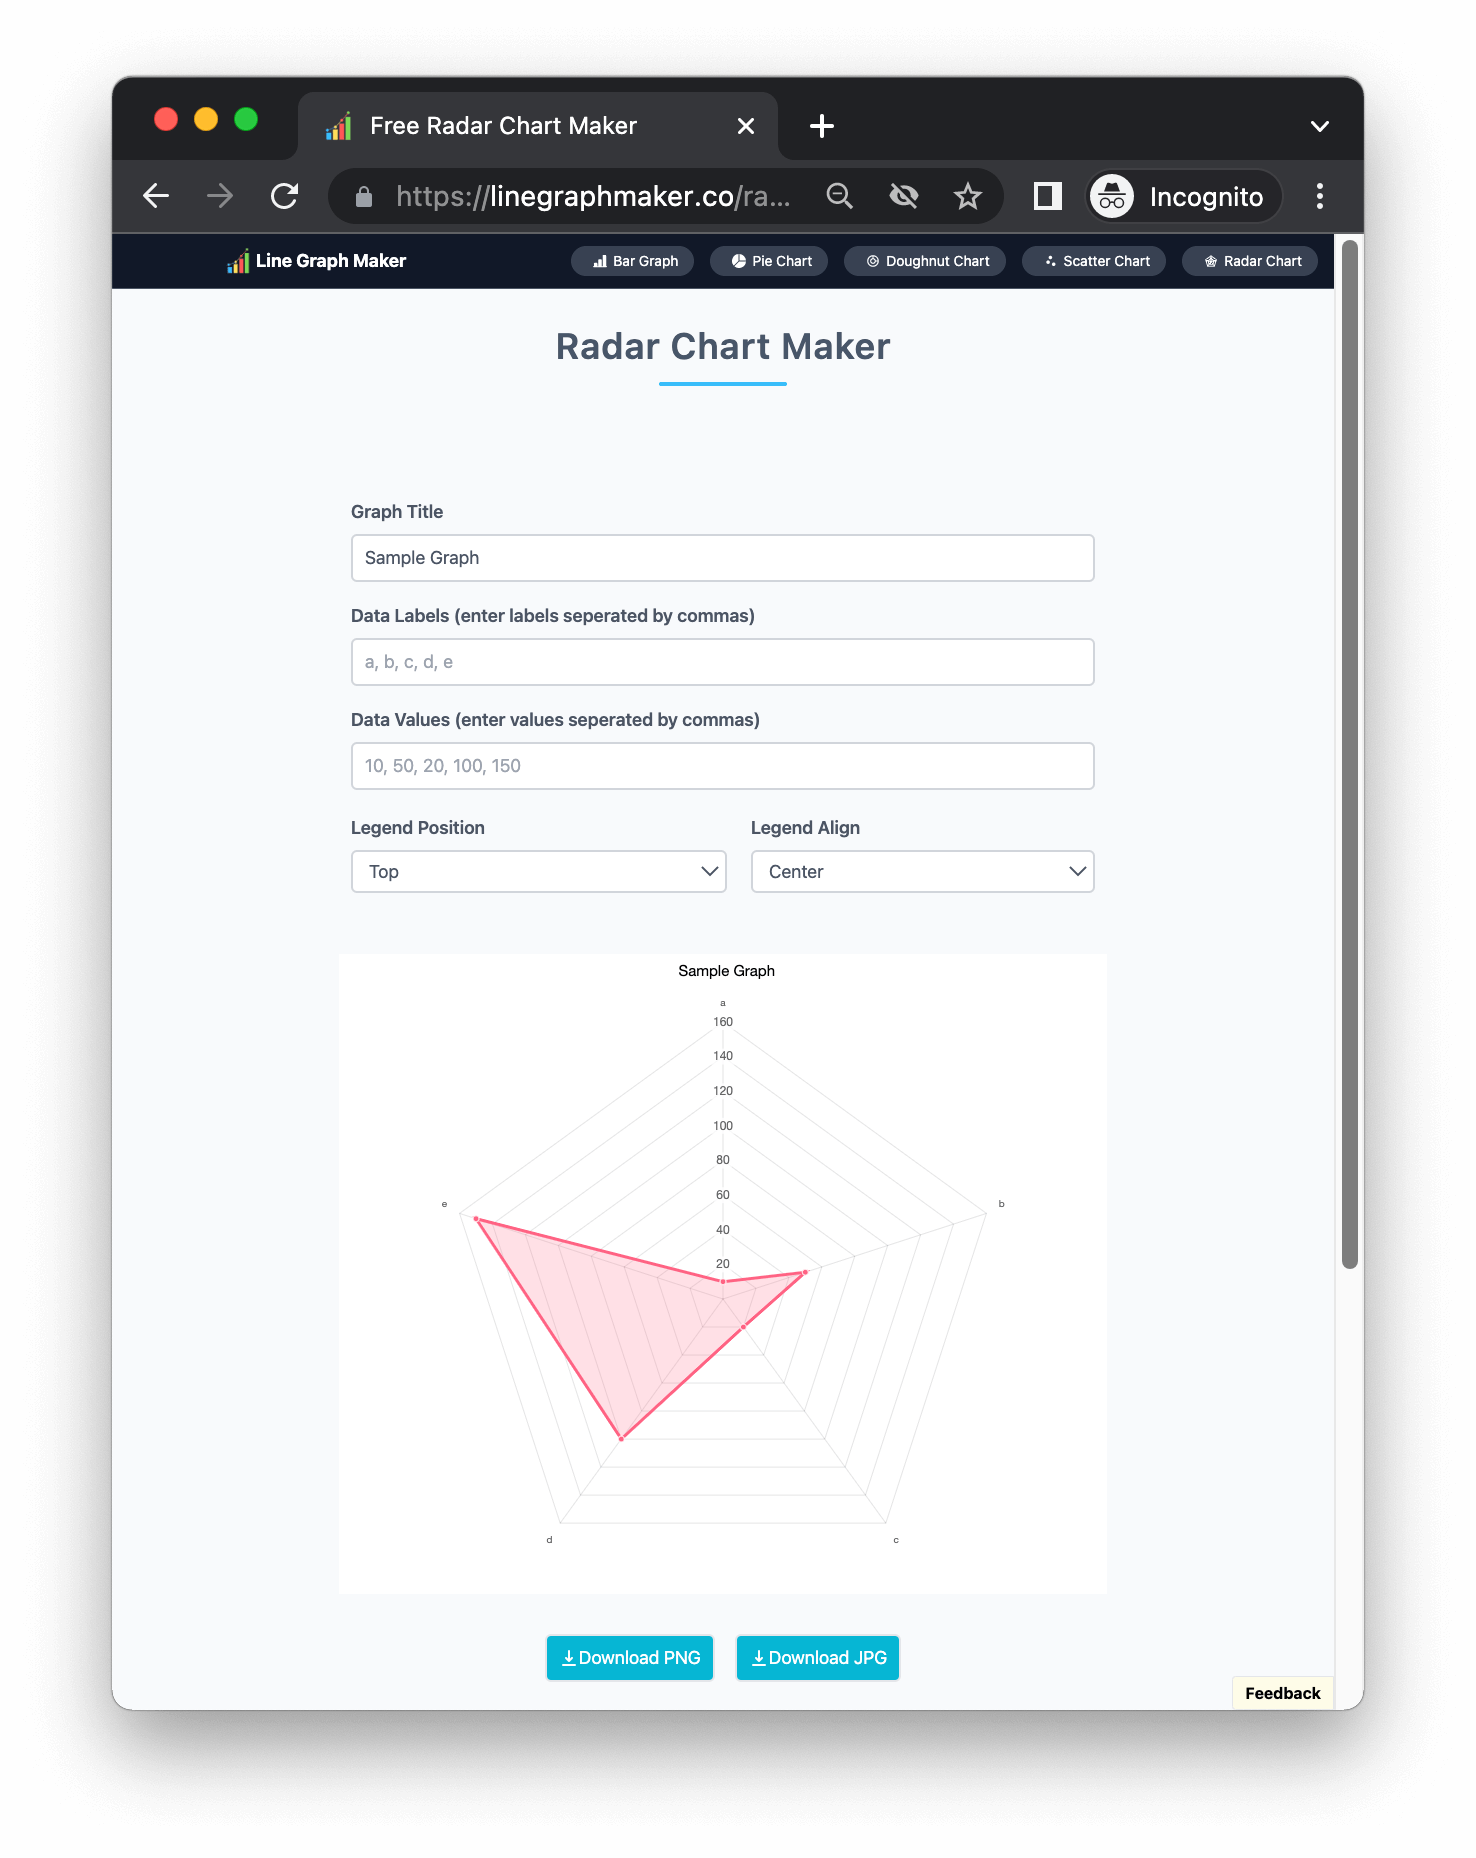 Free Radar Chart Maker
https://linegraphmaker.co/ra...
Incognito
Line Graph Maker
Bar Graph
Pie Chart
Doughnut Chart
Scatter Chart
Radar Chart
Radar Chart Maker
Graph Title
Sample Graph
Data Labels (enter labels seperated by commas)
a, b, c, d, e
Data Values (enter values seperated by commas)
10, 50, 20, 100, 150
Legend Position
Legend Align
Top
Center
Sample Graph
a
160
140
120
100
80
60
40
20
e
b
d
c
Download PNG
Download JPG
Feedback